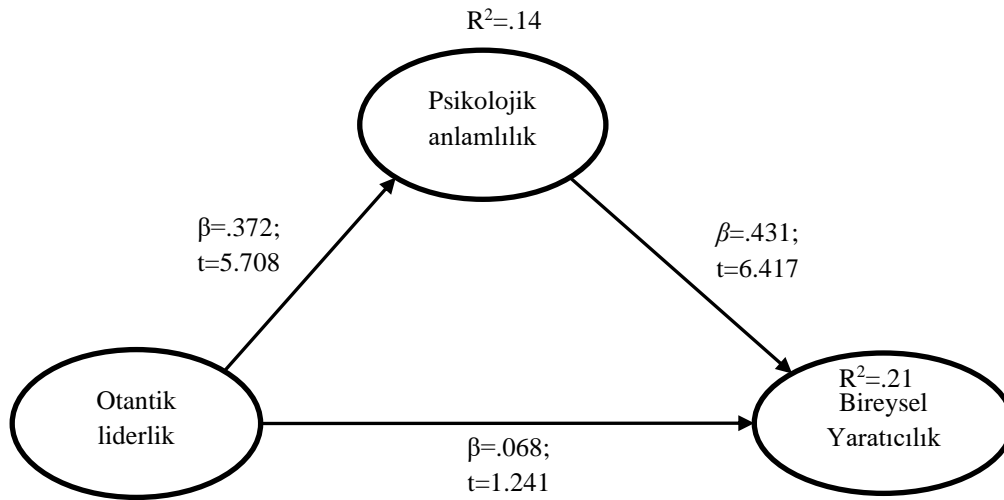 R²=.14
Psikolojik
anlamlılık
β=.372;
t=5.708
β=.431;
t=6.417
Otantik
liderlik
R²=.21
Bireysel
Yaratıcılık
β=.068;
t=1.241